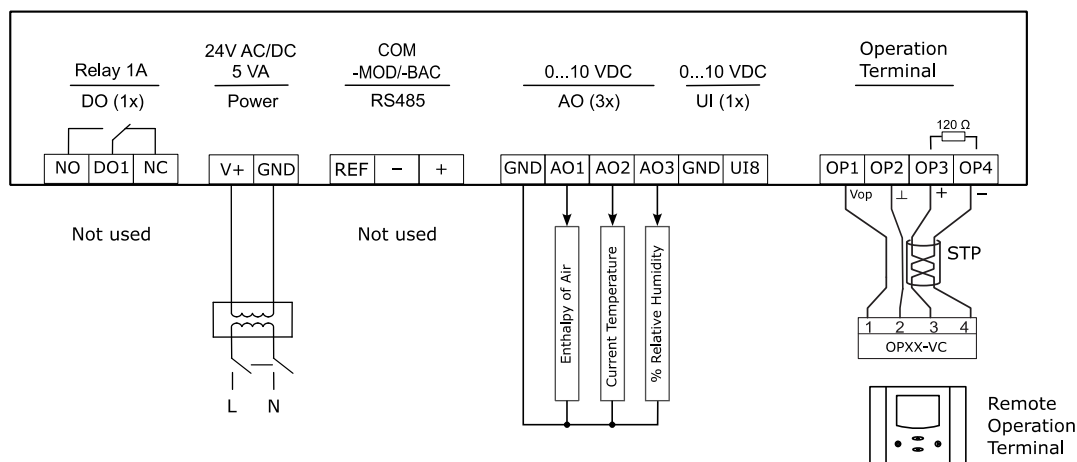 Relay 1A
DO (1x)
24V AC/DC
5 VA
Power
COM
-MOD/-BAC
RS485
0...10 VDC
AO (3x)
0...10 VDC
UI (1x)
Operation
Terminal
120 Ω
NO DO1 NC
V+ GND
REF − +
GND AO1 AO2 AO3 GND UI8
OP1 OP2 OP3 OP4
Vop ⊥ + −
Not used
Not used
STP
Enthalpy of Air
Current Temperature
% Relative Humidity
1 2 3 4
OPXX-VC
L N
Remote
Operation
Terminal